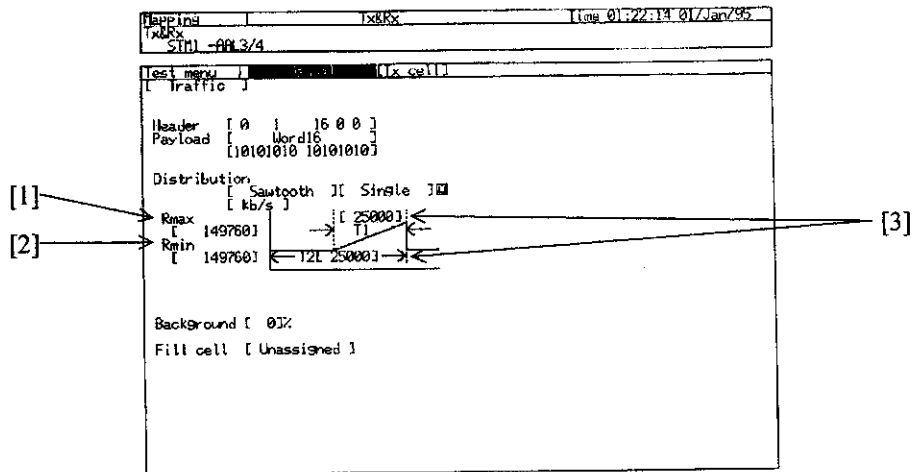 Mapping Tx&Rx Time 01:22:14 01/Jan/95
Tx&Rx
STM1 -AAL3/4
Test menu [Tx cell]
[ Traffic ]
Header [ 0 1 16 0 0 ]
Payload [ Word16 ]
[10101010 10101010]
Distribution
[ Sawtooth ][ Single ]
[ kb/s ]
[1]
Rmax [ 25000]
[ 149760] T1
[3]
[2]
Rmin
[ 149760] T2[ 25000]
Background [ 0]%
Fill cell [ Unassigned ]